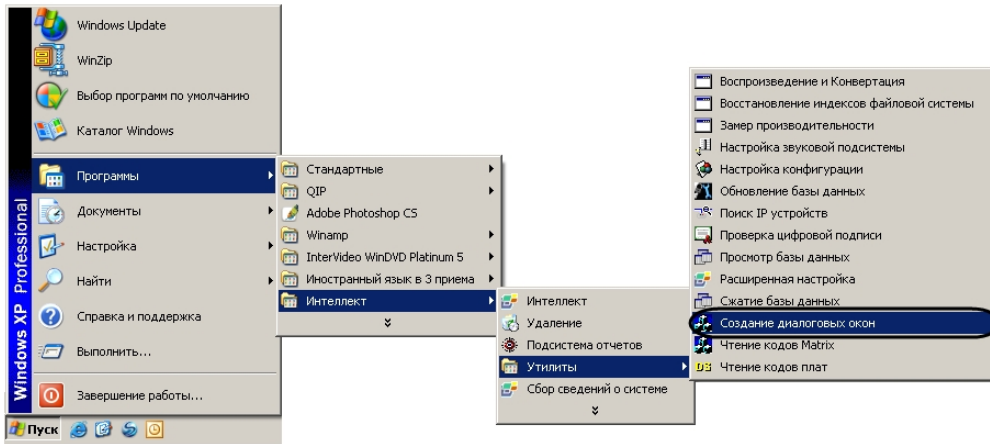 Windows XP Professional
Windows Update
WinZip
Выбор программ по умолчанию
Каталог Windows
Программы
Документы
Настройка
Найти
Справка и поддержка
Выполнить...
Завершение работы...
Пуск
Стандартные
QIP
Adobe Photoshop CS
Winamp
InterVideo WinDVD Platinum 5
Иностранный язык в 3 приема
Интеллект
Интеллект
Удаление
Подсистема отчетов
Утилиты
Сбор сведений о системе
Воспроизведение и Конвертация
Восстановление индексов файловой системы
Замер производительности
Настройка звуковой подсистемы
Настройка конфигурации
Обновление базы данных
Поиск IP устройств
Проверка цифровой подписи
Просмотр базы данных
Расширенная настройка
Сжатие базы данных
Создание диалоговых окон
Чтение кодов Matrix
DS Чтение кодов плат